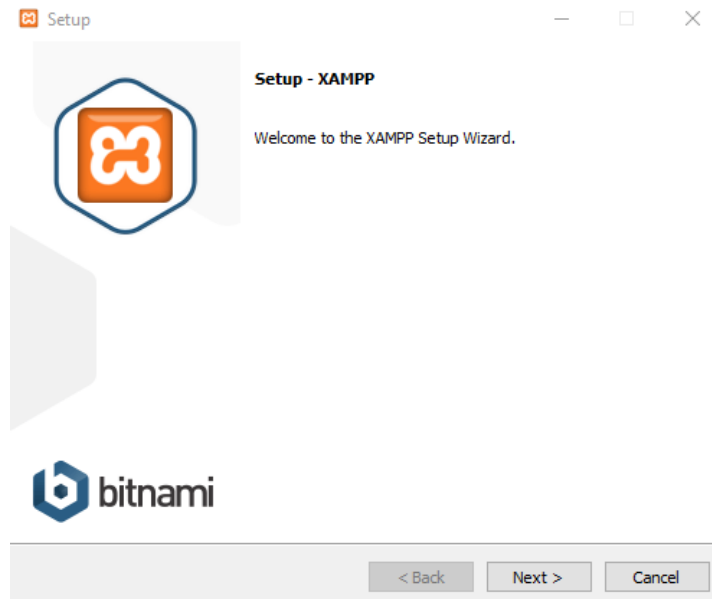 Setup
Setup - XAMPP
Welcome to the XAMPP Setup Wizard.
bitnami
< Back
Next >
Cancel